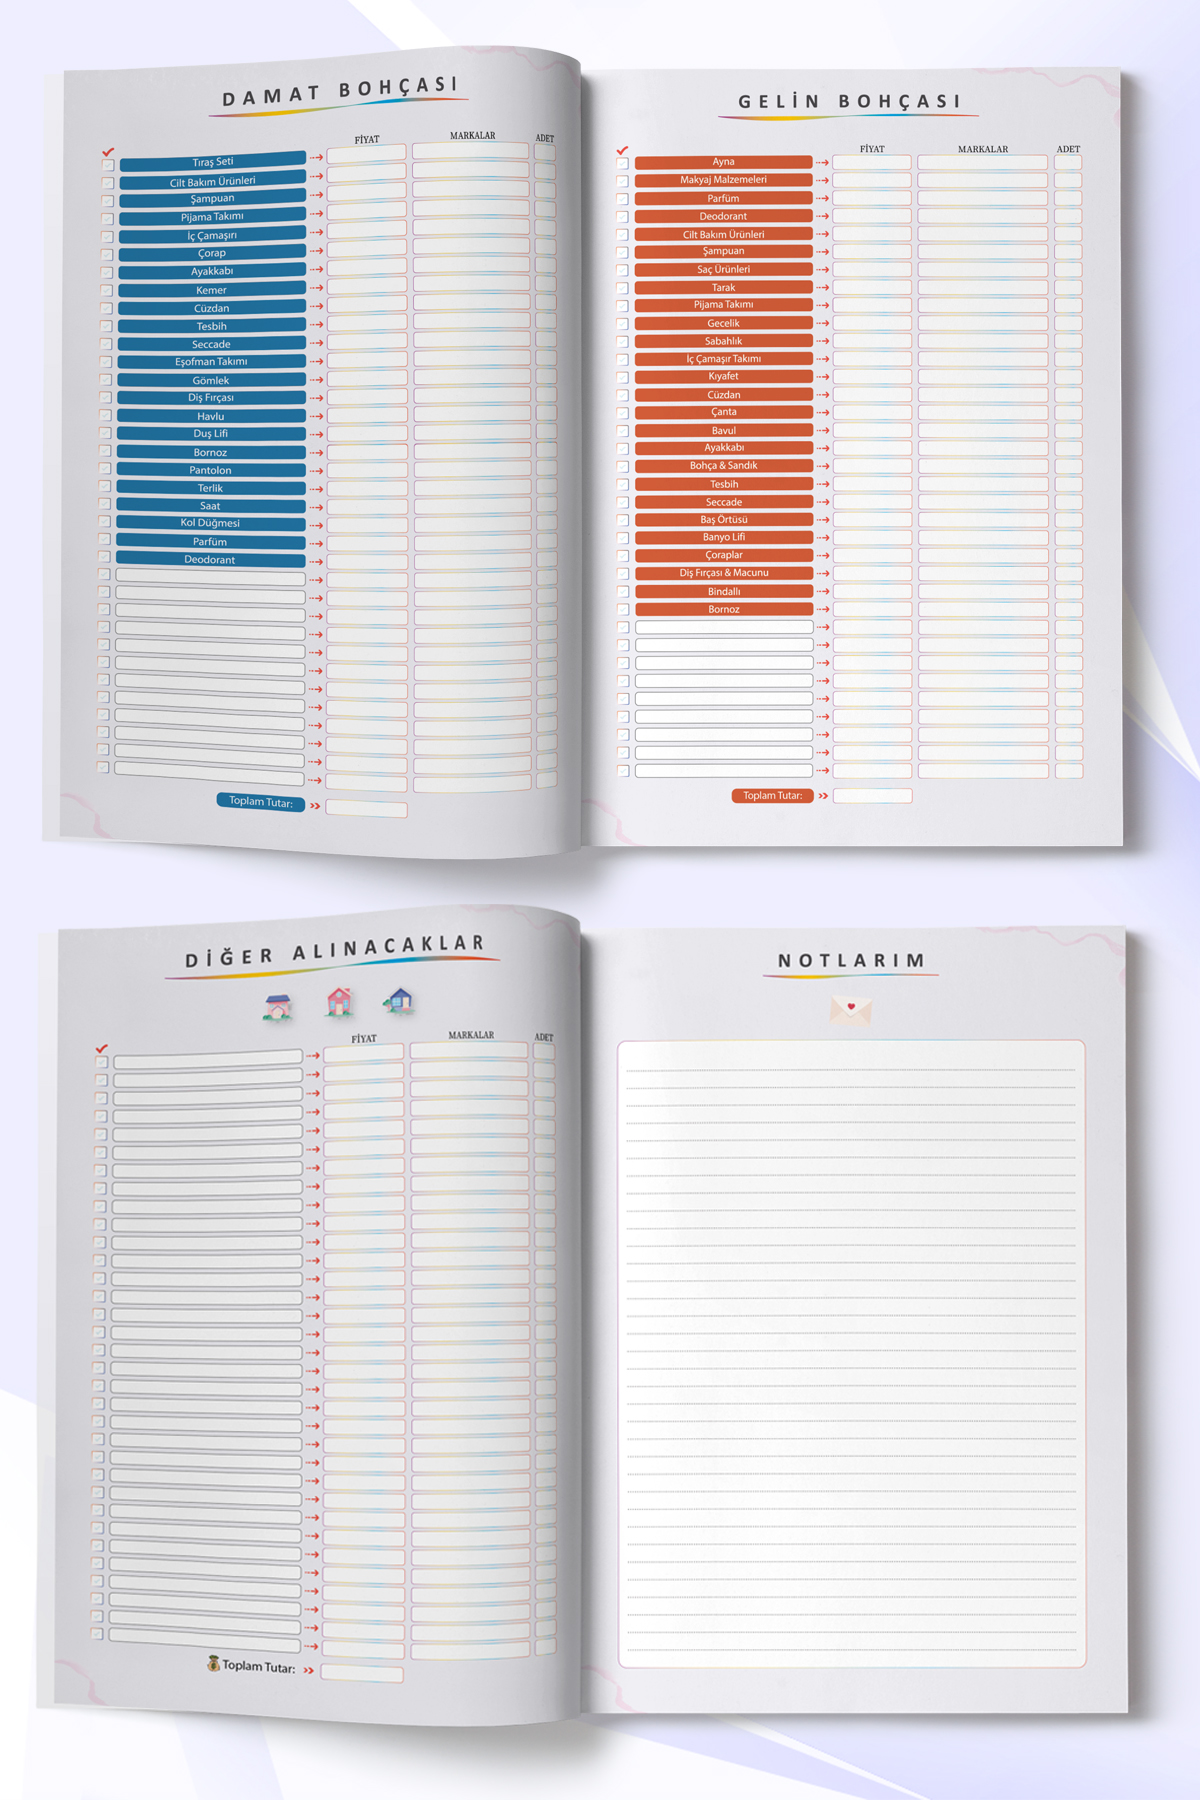 DAMAT BOHÇASI
FİYAT MARKALAR ADET
Tıraş Seti
Cilt Bakım Ürünleri
Şampuan
Pijama Takımı
İç Çamaşırı
Çorap
Ayakkabı
Kemer
Cüzdan
Tesbih
Seccade
Eşofman Takımı
Gömlek
Diş Fırçası
Havlu
Duş Lifi
Bornoz
Pantolon
Terlik
Saat
Kol Düğmesi
Parfüm
Deodorant
Toplam Tutar:
GELİN BOHÇASI
FİYAT MARKALAR ADET
Ayna
Makyaj Malzemeleri
Parfüm
Deodorant
Cilt Bakım Ürünleri
Şampuan
Saç Ürünleri
Tarak
Pijama Takımı
Gecelik
Sabahlık
İç Çamaşır Takımı
Kıyafet
Cüzdan
Çanta
Bavul
Ayakkabı
Bohça & Sandık
Tesbih
Seccade
Baş Örtüsü
Banyo Lifi
Çoraplar
Diş Fırçası & Macunu
Bindallı
Bornoz
Toplam Tutar:
DİĞER ALINACAKLAR
FİYAT MARKALAR ADET
Toplam Tutar:
NOTLARIM